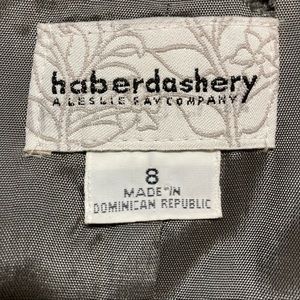 haberdashery
A LESLIE FAY COMPANY
8
MADE IN
DOMINICAN REPUBLIC